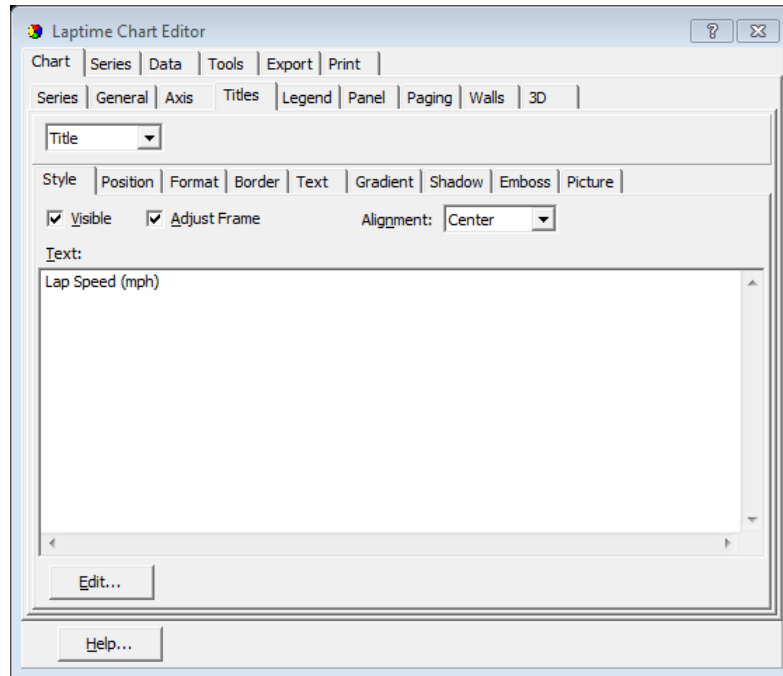 Laptime Chart Editor
Chart Series Data Tools Export Print
Series General Axis Titles Legend Panel Paging Walls 3D
Title
Style Position Format Border Text Gradient Shadow Emboss Picture
Visible Adjust Frame Alignment: Center
Text:
Lap Speed (mph)
Edit...
Help...